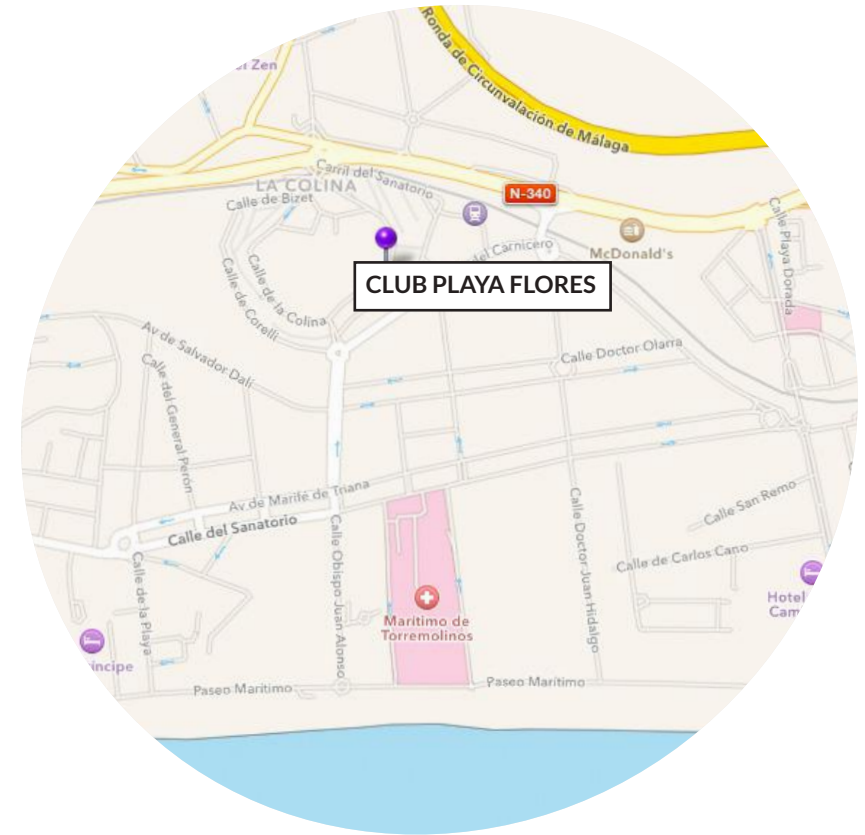 Zen
Ronda de Circunvalación de Málaga
Carril del Sanatorio
LA COLINA
N-340
Calle de Bizet
Calle Playa Dorada
McDonald's
del Carnicero
CLUB PLAYA FLORES
Calle de la Colina
Calle de Corelli
Av de Salvador Dalí
Calle Doctor Olarra
Calle del General Perón
Av de Marifé de Triana
Calle San Remo
Calle del Sanatorio
Calle Obispo Juan Alonso
Calle Doctor Juan Hidalgo
Calle de Carlos Cano
Calle de la Playa
Hotel
Cam
Marítimo de
Torremolinos
incipe
Paseo Marítimo
Paseo Marítimo